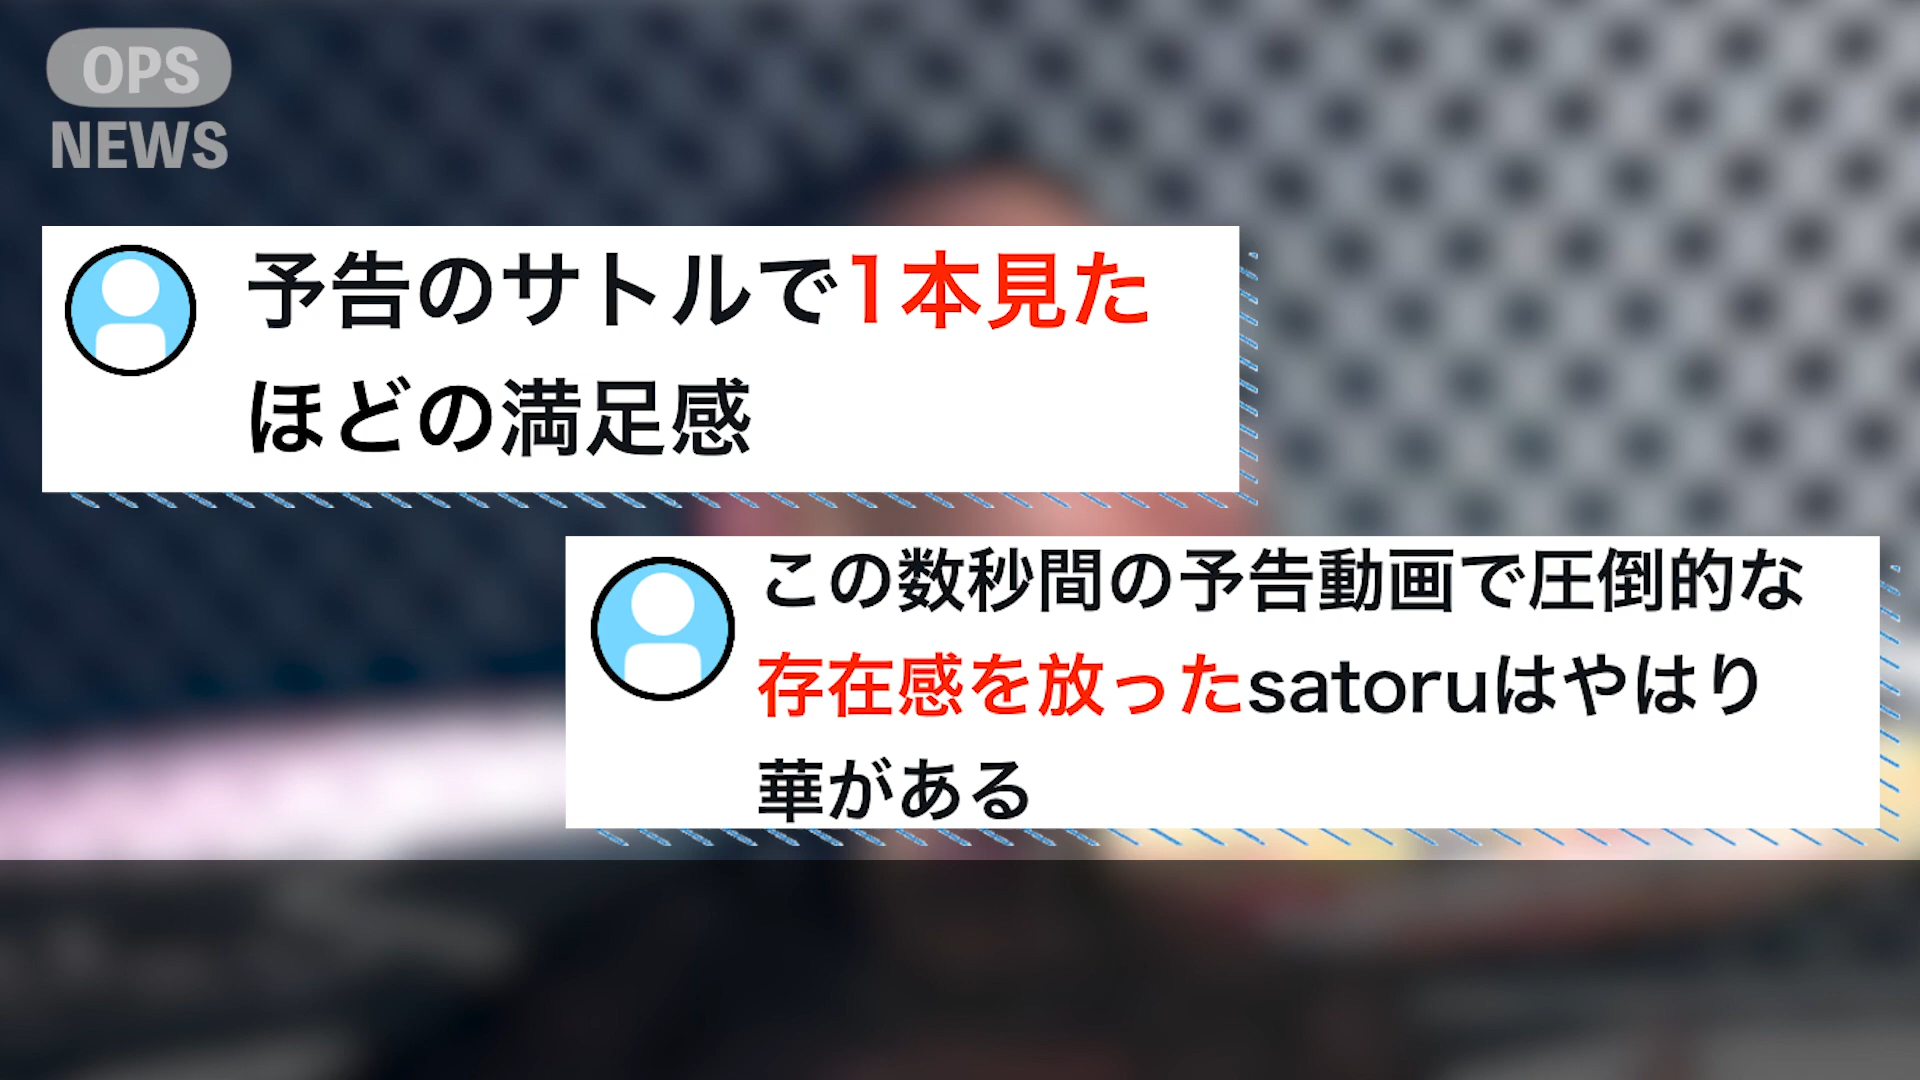 OPS
NEWS
予告のサトルで1本見た
ほどの満足感
この数秒間の予告動画で圧倒的な
存在感を放ったsatoruはやはり
華がある